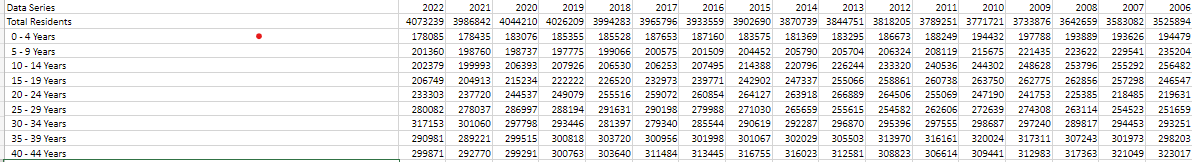 Data Series 2022 2021 2020 2019 2018 2017 2016 2015 2014 2013 2012 2011 2010 2009 2008 2007 2006
Total Residents 4073239 3986842 4044210 4026209 3994283 3965796 3933559 3902690 3870739 3844751 3818205 3789251 3771721 3733876 3642659 3583082 3525894
0 - 4 Years 178085 178435 183076 185355 185528 187653 187160 183575 181369 183295 186673 188249 194432 197788 193889 193626 194479
5 - 9 Years 201360 198760 198737 197775 199066 200575 201509 204452 205790 205704 206324 208119 215675 221435 223622 229541 235204
10 - 14 Years 202379 199993 206393 207926 206530 206253 207495 214388 220796 226244 233320 240536 244302 248628 253796 255292 256482
15 - 19 Years 206749 204913 215234 222222 226520 232973 239771 242902 247337 255066 258861 260738 263750 262775 262856 257298 246547
20 - 24 Years 233303 237720 244537 249079 255516 259072 260854 264127 263918 266889 264506 255069 247190 241753 225385 218485 219631
25 - 29 Years 280082 278037 286997 288194 291631 290198 279988 271030 265659 255615 254582 262606 272639 274308 263114 254523 251659
30 - 34 Years 317153 301060 297798 293446 281397 279340 285544 290619 292287 296870 295396 297555 298687 297240 289817 294453 293251
35 - 39 Years 290981 289221 299515 300818 303720 300956 301998 301067 302029 305503 313970 316161 320024 317311 307243 301973 298203
40 - 44 Years 299871 292770 299291 300763 303640 311484 313445 316755 316023 312581 308823 306614 309441 312983 317363 321049 323017